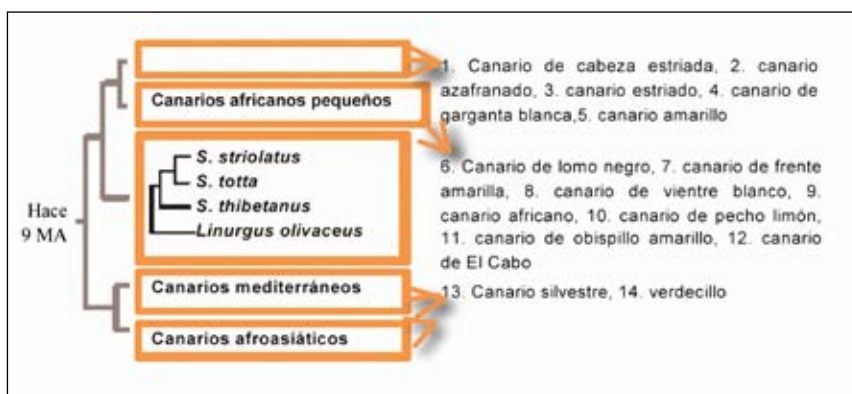 1. Canario de cabeza estriada, 2. canario
azafranado, 3. canario estriado, 4. canario de
garganta blanca,5. canario amarillo
Canarios africanos pequeños
6. Canario de lomo negro, 7. canario de frente
amarilla, 8. canario de vientre blanco, 9.
canario africano, 10. canario de pecho limón,
11. canario de obispillo amarillo, 12. canario
de El Cabo
S. striolatus
S. totta
S. thibetanus
Linurgus olivaceus
Hace
9 MA
Canarios mediterráneos
13. Canario silvestre, 14. verdecillo
Canarios afroasiáticos